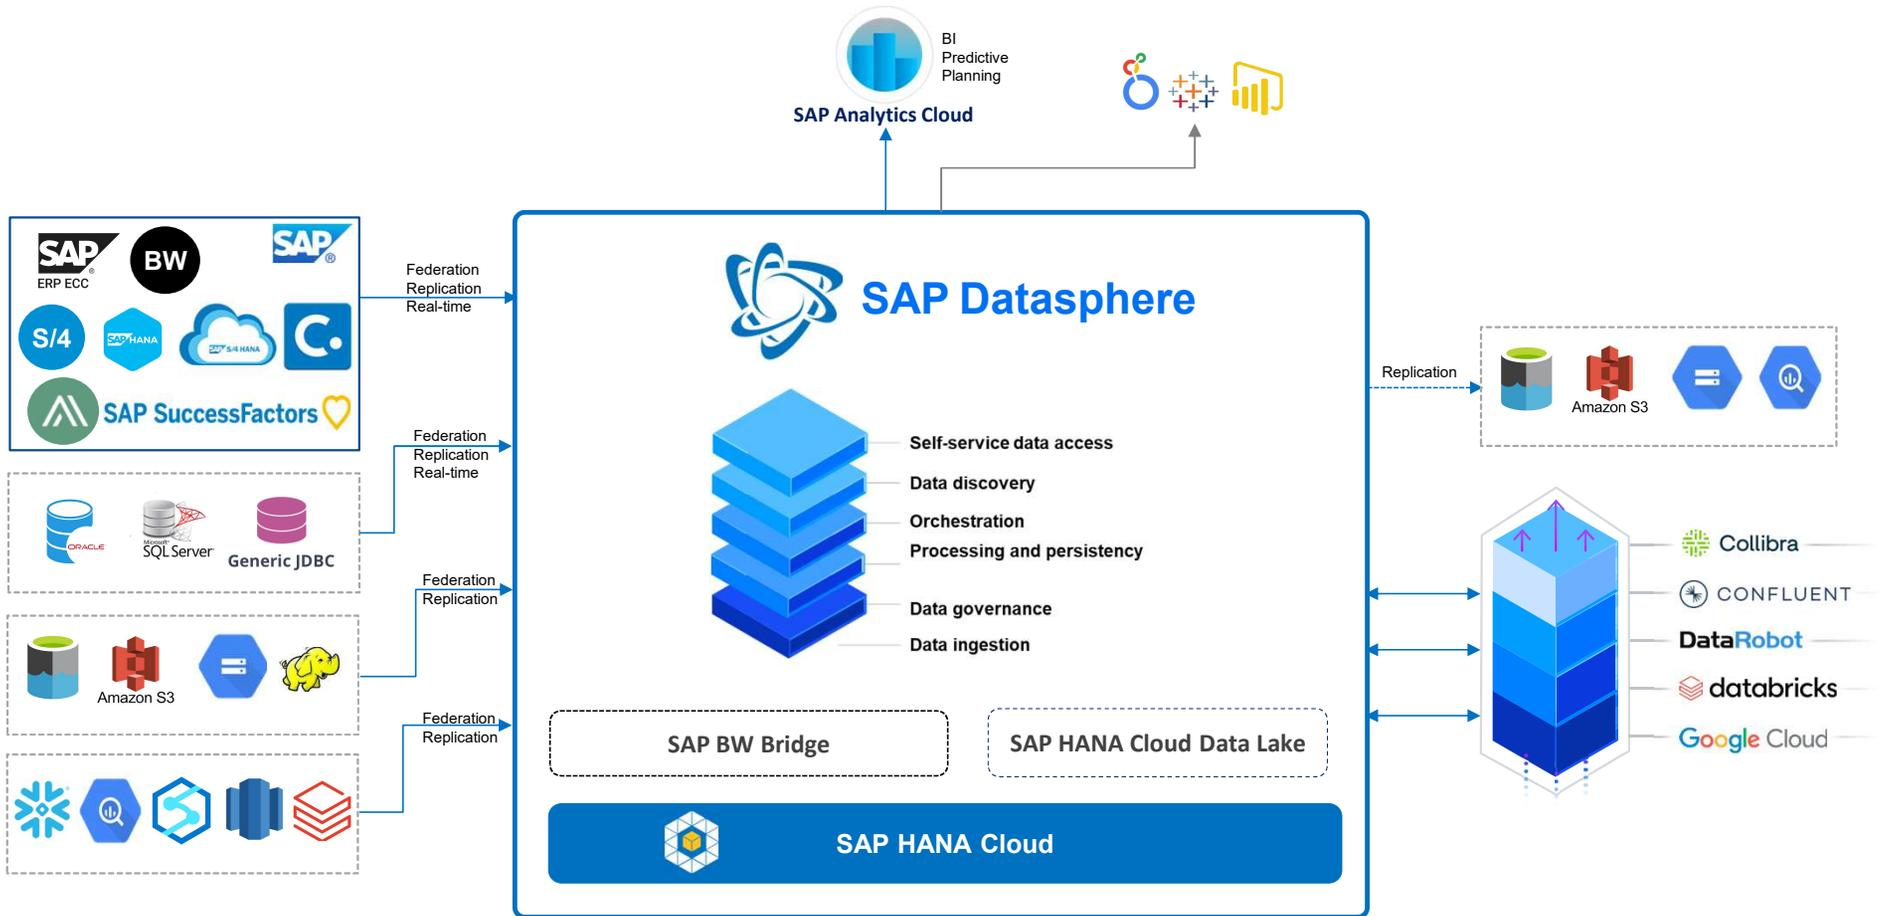 BI
Predictive
Planning
SAP Analytics Cloud
SAP
ERP ECC
BW
SAP
®
S/4
SAP HANA
SAP S/4 HANA
C.
SAP SuccessFactors
Federation
Replication
Real-time
Federation
Replication
Real-time
ORACLE
Microsoft®
SQL Server
Generic JDBC
Federation
Replication
Amazon S3
Federation
Replication
SAP Datasphere
Self-service data access
Data discovery
Orchestration
Processing and persistency
Data governance
Data ingestion
SAP BW Bridge
SAP HANA Cloud Data Lake
SAP HANA Cloud
Replication
Amazon S3
Collibra
CONFLUENT
DataRobot
databricks
Google Cloud